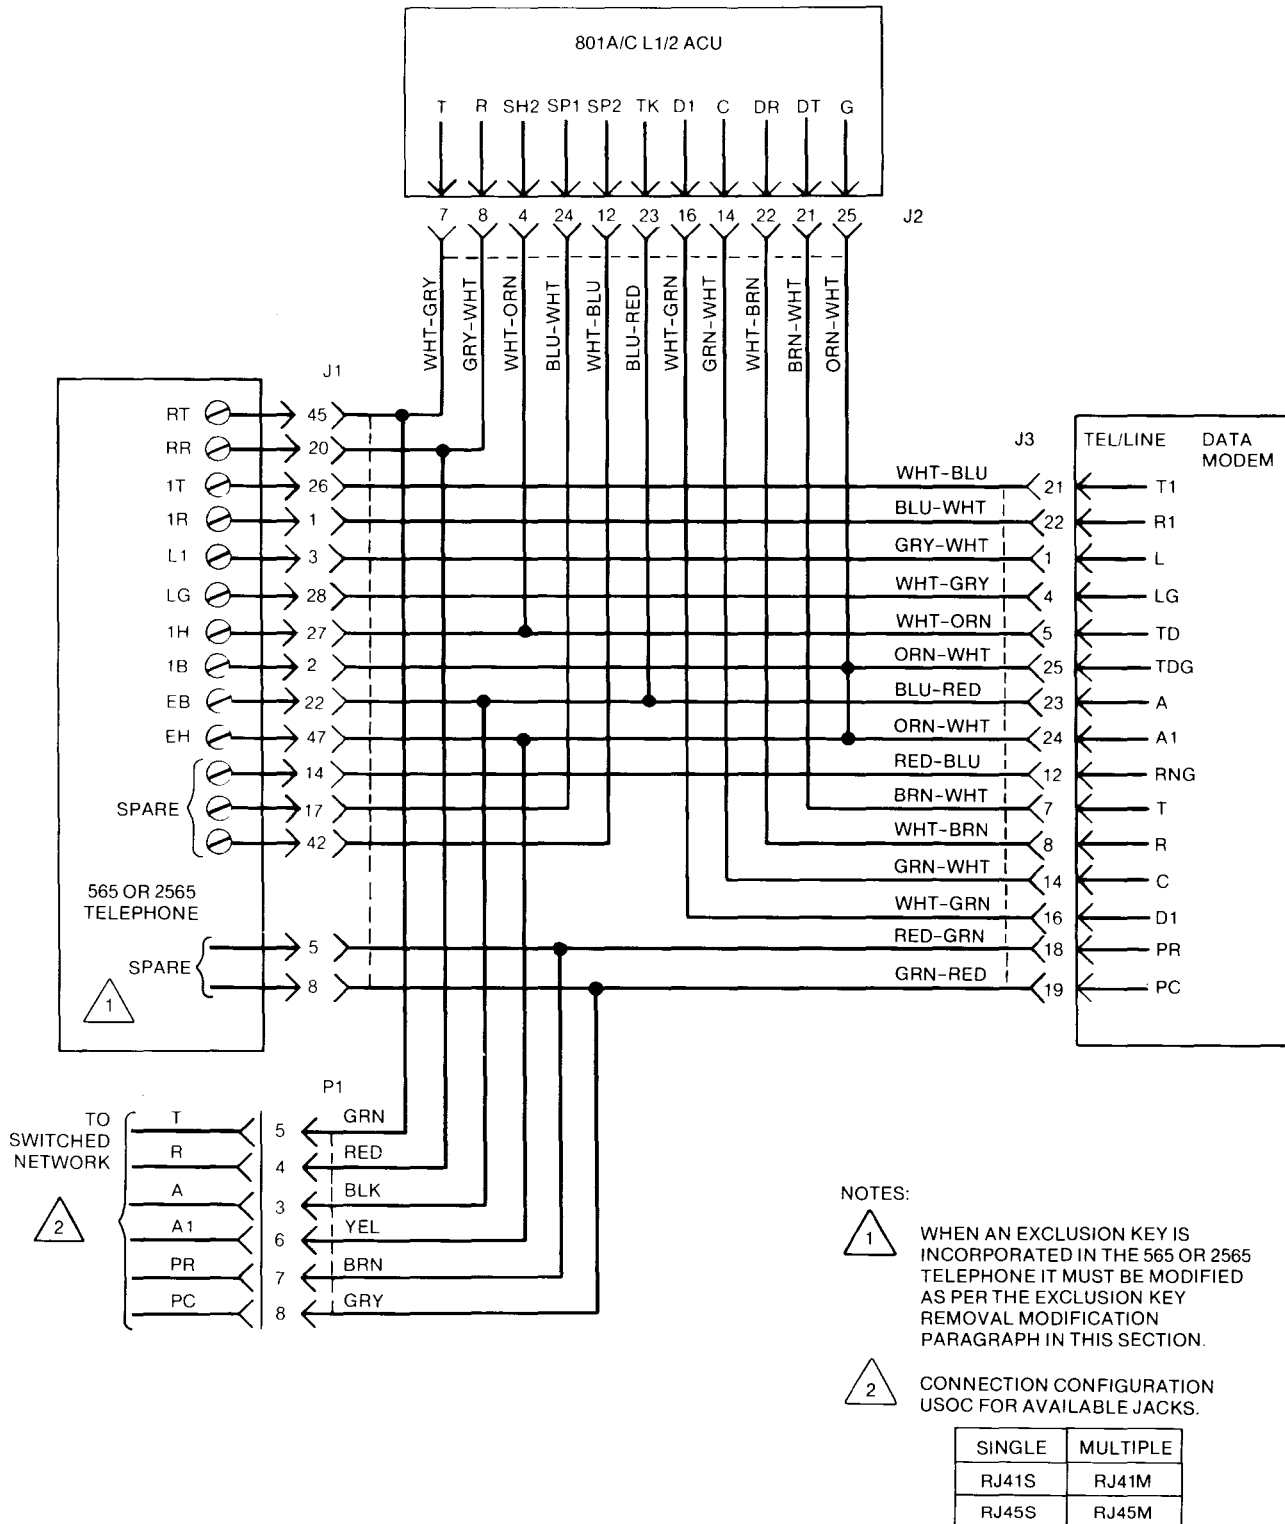 801A/C L1/2 ACU
T R SH2 SP1 SP2 TK D1 C DR DT G
7 8 4 24 12 23 16 14 22 21 25 J2
WHT-GRY
GRY-WHT
WHT-ORN
BLU-WHT
WHT-BLU
BLU-RED
WHT-GRN
GRN-WHT
WHT-BRN
BRN-WHT
ORN-WHT
J1
RT 45
RR 20
1T 26
1R 1
L1 3
LG 28
1H 27
1B 2
EB 22
EH 47
SPARE
14
17
42
565 OR 2565
TELEPHONE
SPARE
5
8
1
J3 TEL/LINE DATA
MODEM
WHT-BLU 21 T1
BLU-WHT 22 R1
GRY-WHT 1 L
WHT-GRY 4 LG
WHT-ORN 5 TD
ORN-WHT 25 TDG
BLU-RED 23 A
ORN-WHT 24 A1
RED-BLU 12 RNG
BRN-WHT 7 T
WHT-BRN 8 R
GRN-WHT 14 C
WHT-GRN 16 D1
RED-GRN 18 PR
GRN-RED 19 PC
P1
TO
SWITCHED
NETWORK
2
T 5 GRN
R 4 RED
A 3 BLK
A1 6 YEL
PR 7 BRN
PC 8 GRY
NOTES:
1 WHEN AN EXCLUSION KEY IS
INCORPORATED IN THE 565 OR 2565
TELEPHONE IT MUST BE MODIFIED
AS PER THE EXCLUSION KEY
REMOVAL MODIFICATION
PARAGRAPH IN THIS SECTION.
2 CONNECTION CONFIGURATION
USOC FOR AVAILABLE JACKS.
SINGLE MULTIPLE
RJ41S RJ41M
RJ45S RJ45M